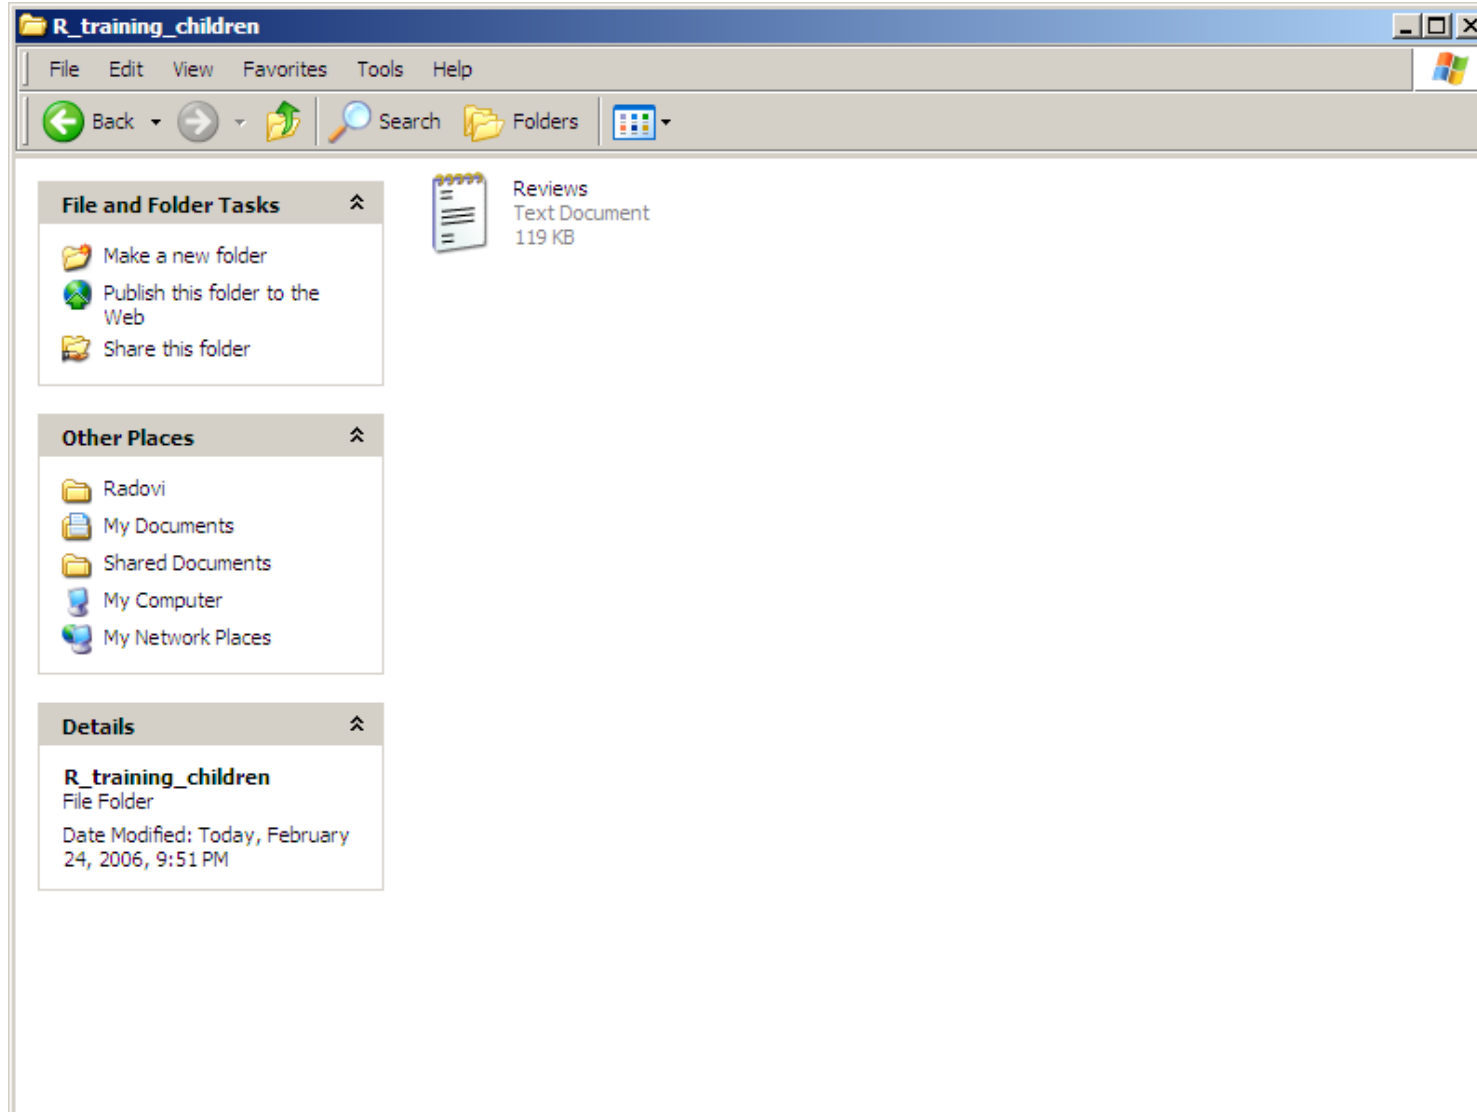 R_training_children
File Edit View Favorites Tools Help
Back Search Folders
File and Folder Tasks
Make a new folder
Publish this folder to the
Web
Share this folder
Other Places
Radovi
My Documents
Shared Documents
My Computer
My Network Places
Details
R_training_children
File Folder
Date Modified: Today, February
24, 2006, 9:51 PM
Reviews
Text Document
119 KB